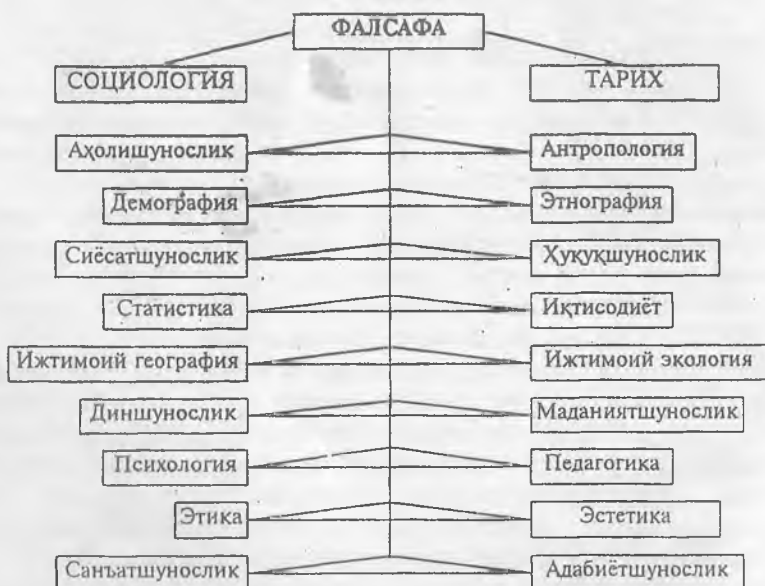 ФАЛСАФА
СОЦИОЛОГИЯ
ТАРИХ
Аҳолишунослик
Антропология
Демография
Этнография
Сиёсатшунослик
Ҳуқуқшунослик
Статистика
Иқтисодиёт
Ижтимоий география
Ижтимоий экология
Диншунослик
Маданиятшунослик
Психология
Педагогика
Этика
Эстетика
Санъатшунослик
Адабиётшунослик